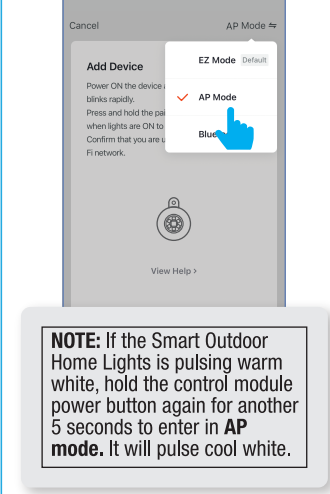 Cancel AP Mode ⇋
Add Device
EZ Mode Default
Power ON the device a
blinks rapidly.
AP Mode
Press and hold the pai
when lights are ON to
Confirm that you are u
Blue
Fi network.
View Help >
NOTE: If the Smart Outdoor
Home Lights is pulsing warm
white, hold the control module
power button again for another
5 seconds to enter in AP
mode. It will pulse cool white.